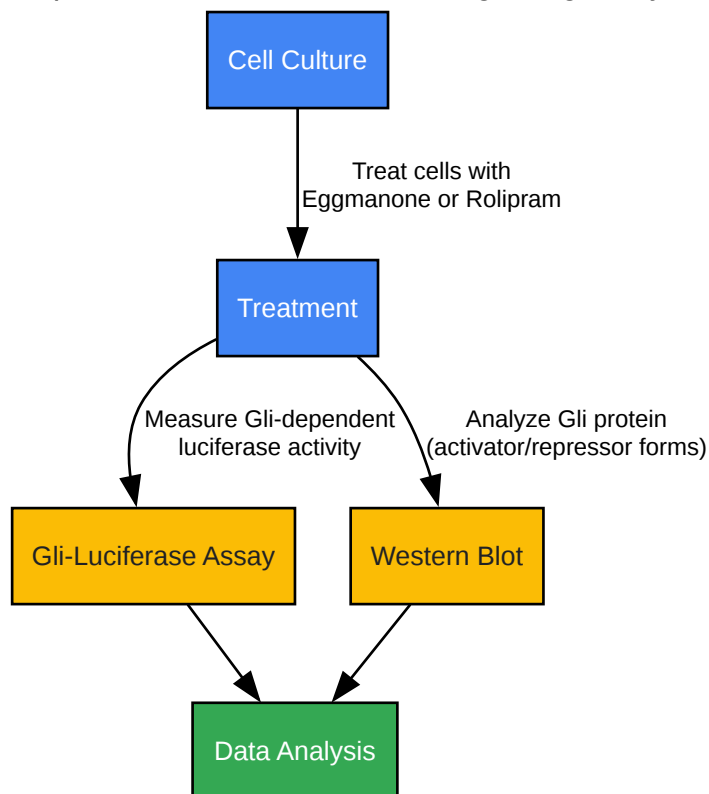 Cell Culture
Treat cells with
Eggmanone or Rolipram
Treatment
Measure Gli-dependent
luciferase activity
Analyze Gli protein
(activator/repressor forms)
Gli-Luciferase Assay
Western Blot
Data Analysis